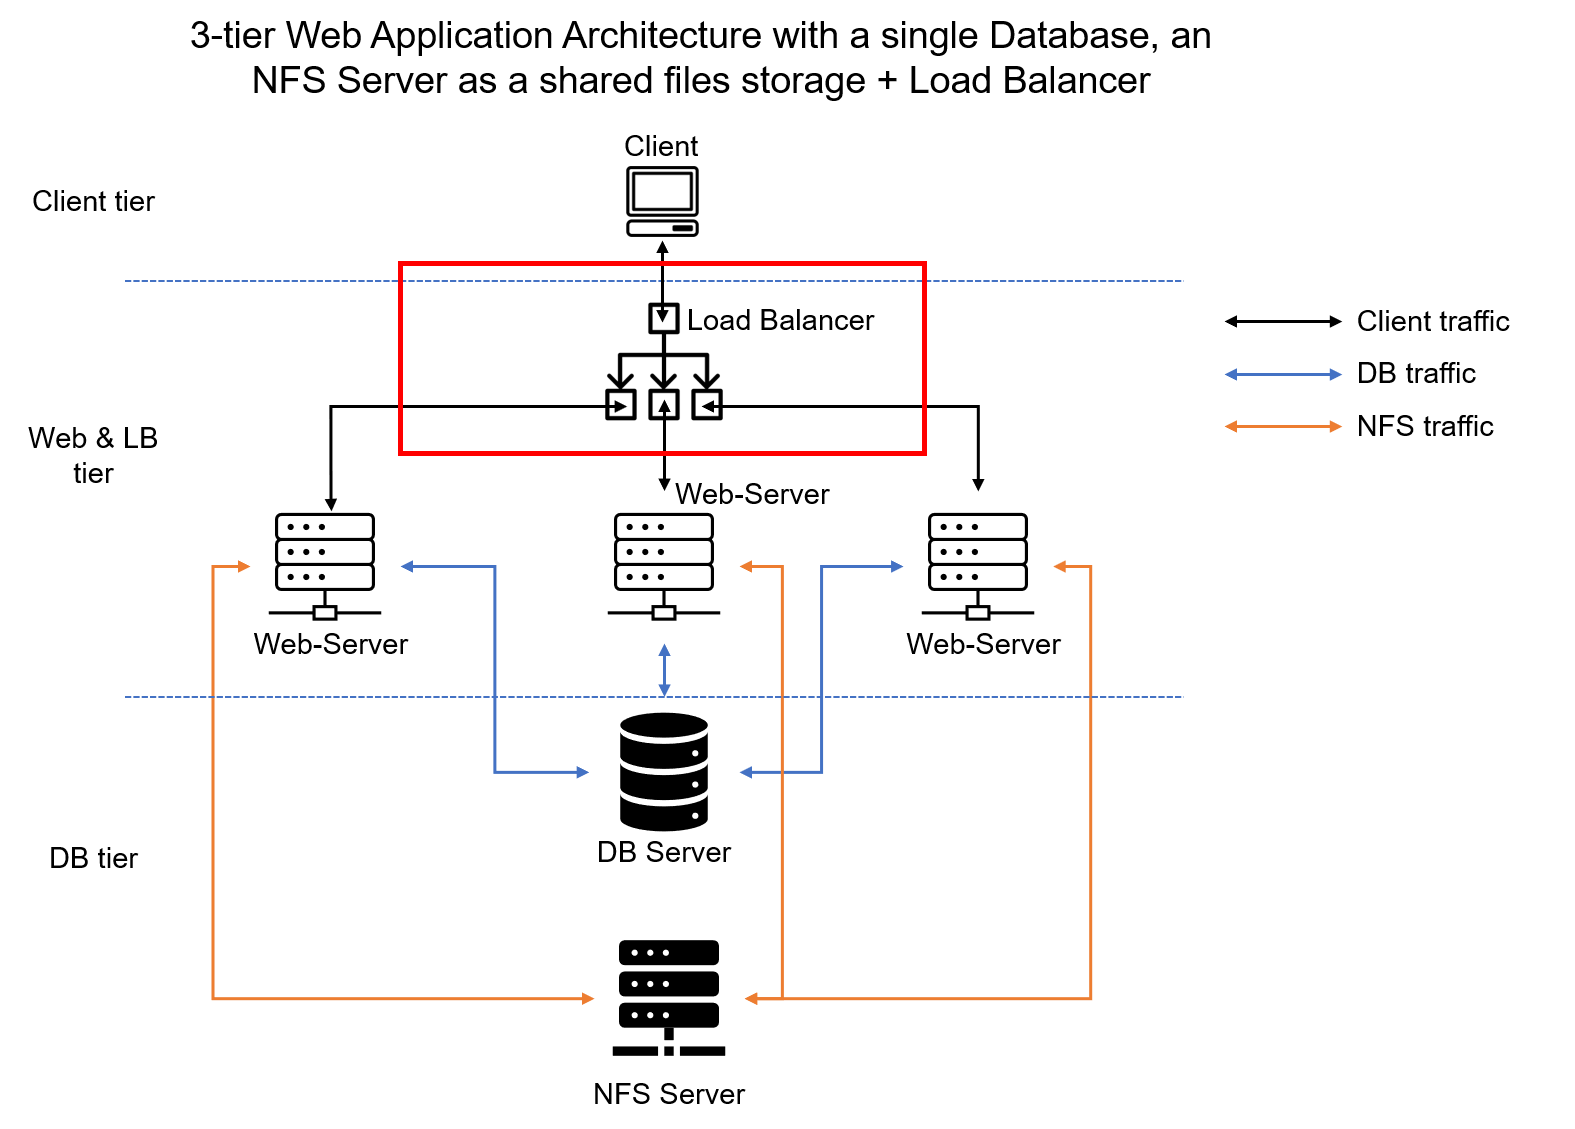 3-tier Web Application Architecture with a single Database, an
NFS Server as a shared files storage + Load Balancer
Client
Client tier
Load Balancer
Client traffic
DB traffic
NFS traffic
Web & LB
tier
Web-Server
Web-Server
Web-Server
DB Server
DB tier
NFS Server